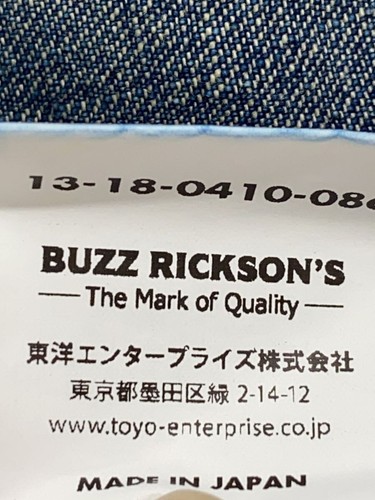 13-18-0410-08
BUZZ RICKSON'S
The Mark of Quality
東洋エンタープライズ株式会社
東京都墨田区緑 2-14-12
www.toyo-enterprise.co.jp
MADE IN JAPAN